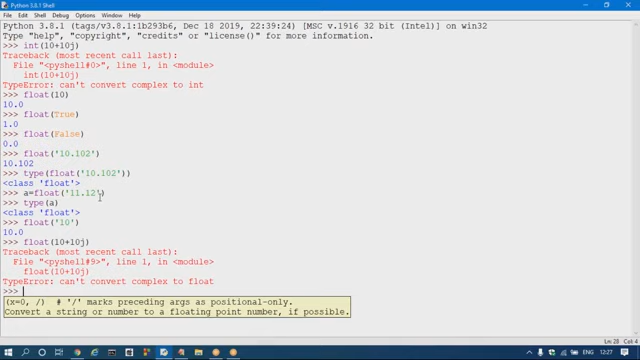 Python 3.8.1 Shell
File Edit Shell Debug Options Window Help
Python 3.8.1 (tags/v3.8.1:1b293b6, Dec 18 2019, 22:39:24) [MSC v.1916 32 bit (Intel)] on win32
Type "help", "copyright", "credits" or "license()" for more information.
>>> int(10+10j)
Traceback (most recent call last):
File "<pyshell#0>", line 1, in <module>
int(10+10j)
TypeError: can't convert complex to int
>>> float(10)
10.0
>>> float(True)
1.0
>>> float(False)
0.0
>>> float('10.102')
10.102
>>> type(float('10.102'))
<class 'float'>
>>> a=float('11.12')
>>> type(a)
<class 'float'>
>>> float('10')
10.0
>>> float(10+10j)
Traceback (most recent call last):
File "<pyshell#9>", line 1, in <module>
float(10+10j)
TypeError: can't convert complex to float
>>>
(x=0, /) # '/' marks preceding args as positional-only.
Convert a string or number to a floating point number, if possible.
Ln: 28 Col: 4
ENG 12:27